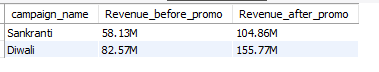 campaign_name Revenue_before_promo Revenue_after_promo
Sankranti 58.13M 104.86M
Diwali 82.57M 155.77M